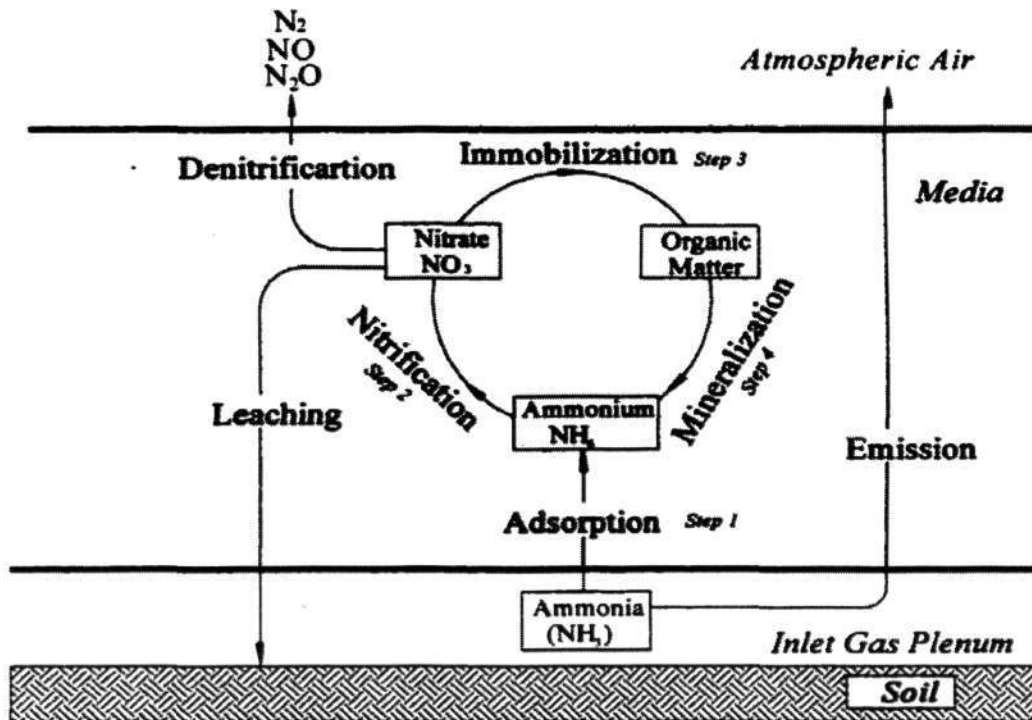 N₂
NO
N₂O
Atmospheric Air
Denitrificartion
Immobilization Step 3
Media
Nitrate
NO₃
Organic
Matter
Nitrification
Step 2
Mineralization
Step 4
Ammonium
NH₄
Leaching
Emission
Adsorption Step 1
Ammonia
(NH₃)
Inlet Gas Plenum
Soil